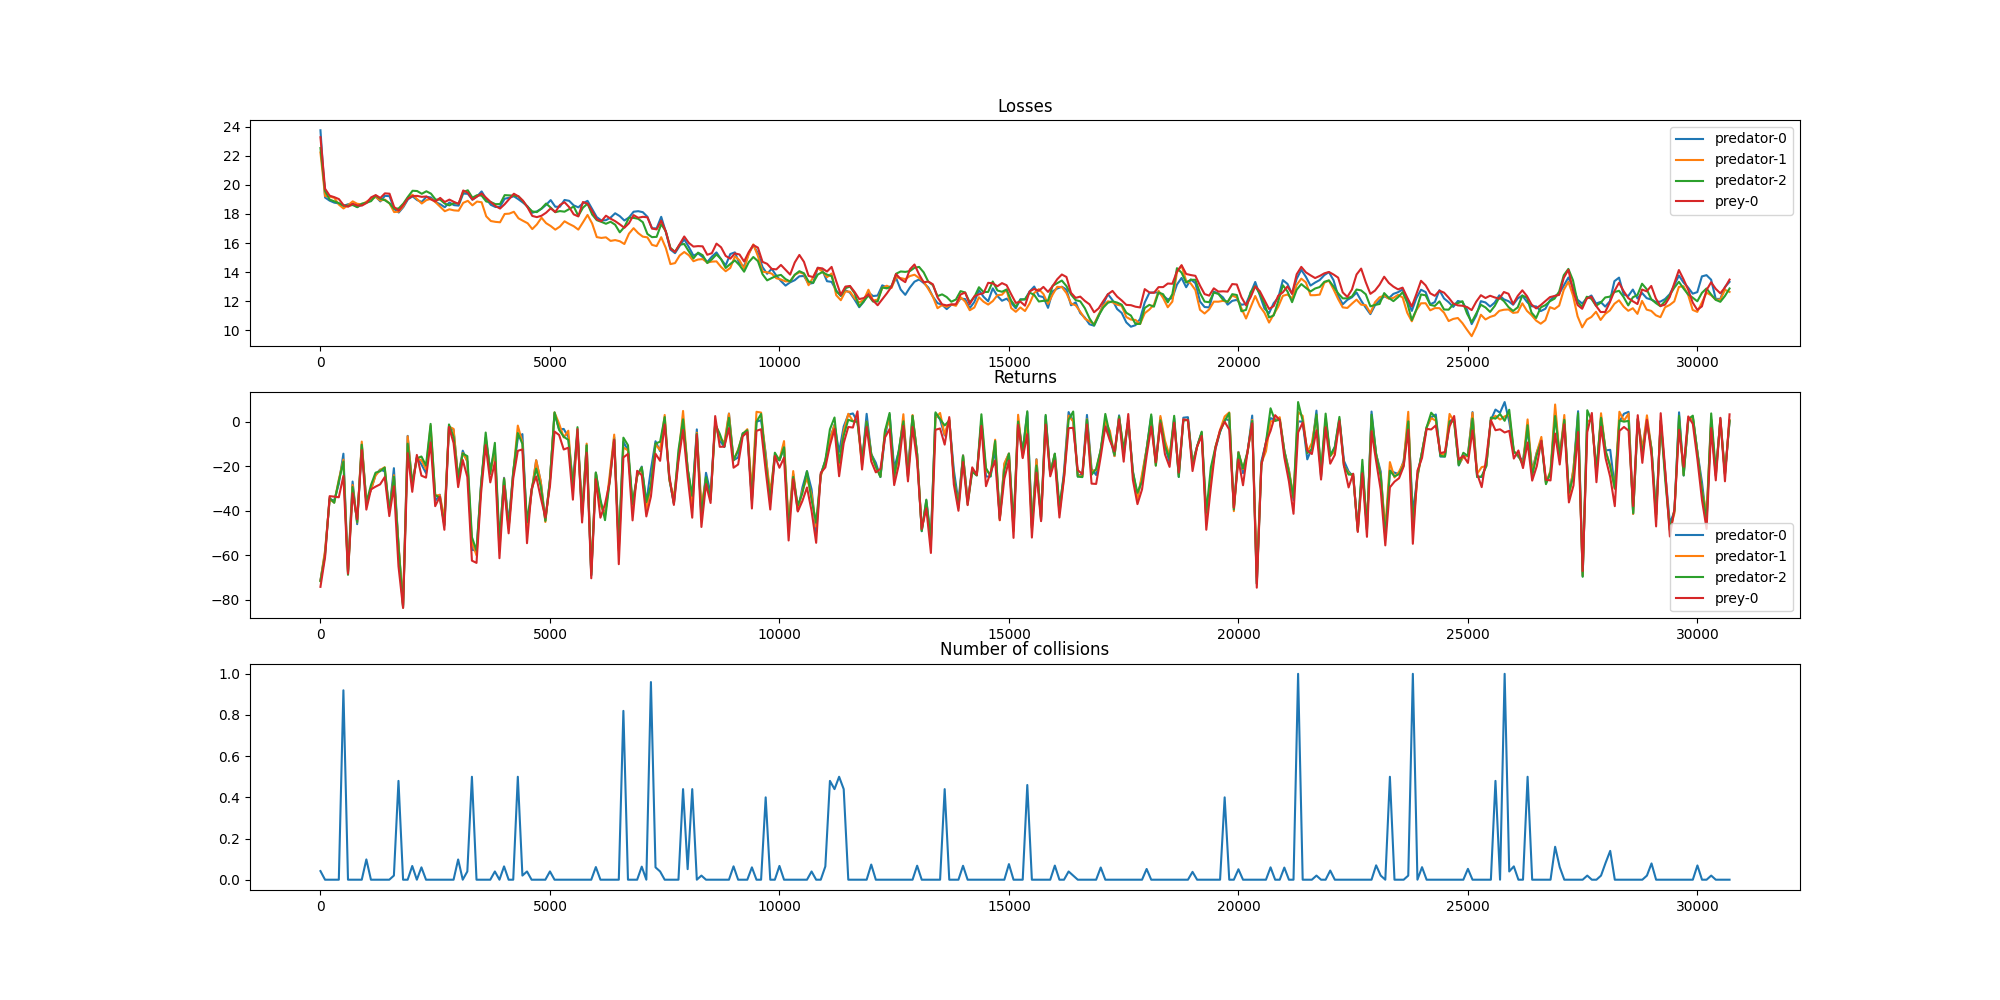 Losses
24
22
20
18
16
14
12
10
predator-0
predator-1
predator-2
prey-0
0 5000 10000 15000 20000 25000 30000
Returns
0
−20
−40
−60
−80
predator-0
predator-1
predator-2
prey-0
0 5000 10000 15000 20000 25000 30000
Number of collisions
1.0
0.8
0.6
0.4
0.2
0.0
0 5000 10000 15000 20000 25000 30000